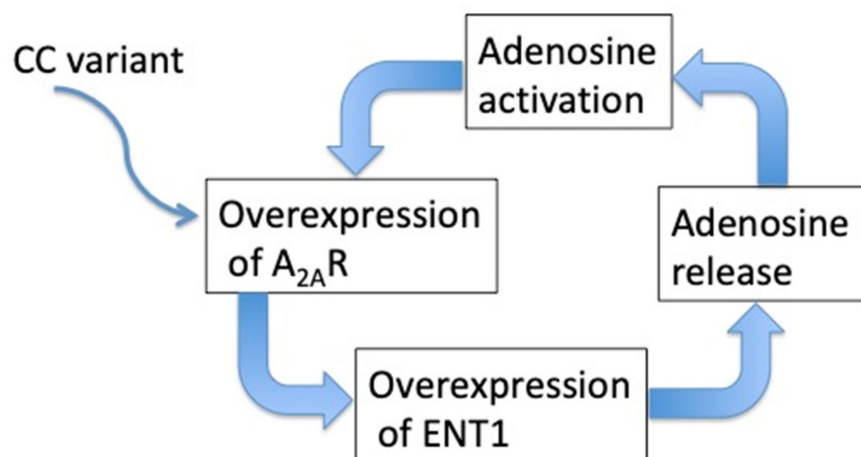 CC variant
Adenosine
activation
Overexpression
of A₂ₐR
Adenosine
release
Overexpression
of ENT1